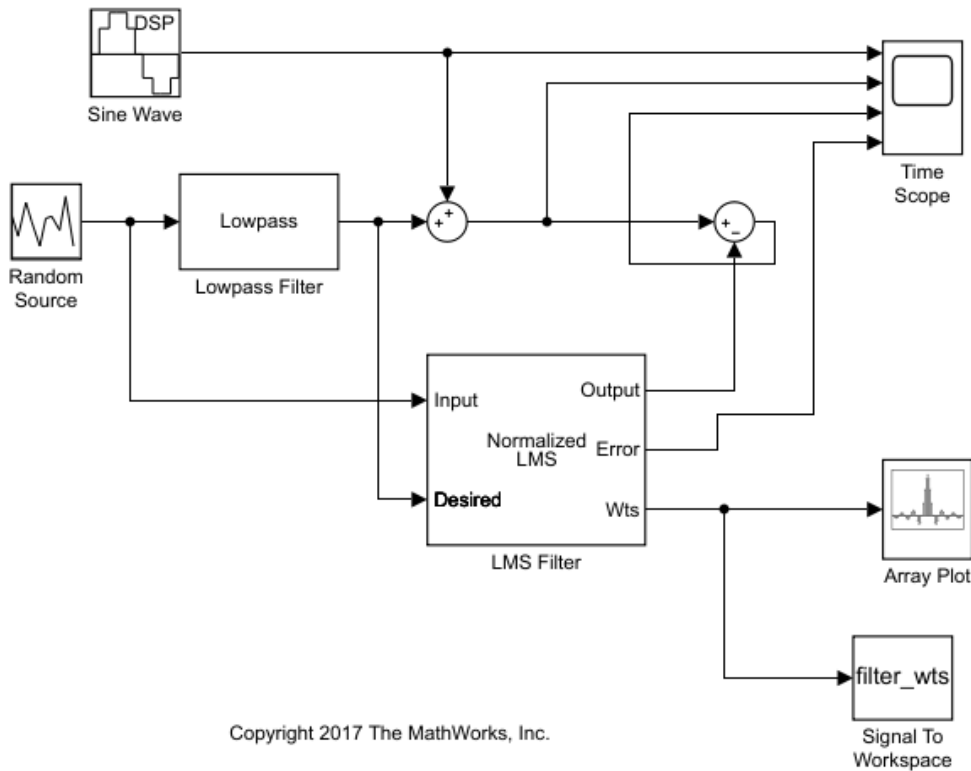 DSP
Sine Wave
Time
Scope
Random
Source
Lowpass
Lowpass Filter
+
+
+
−
Input
Output
Normalized
LMS
Error
Desired
Wts
LMS Filter
Array Plot
filter_wts
Signal To
Workspace
Copyright 2017 The MathWorks, Inc.